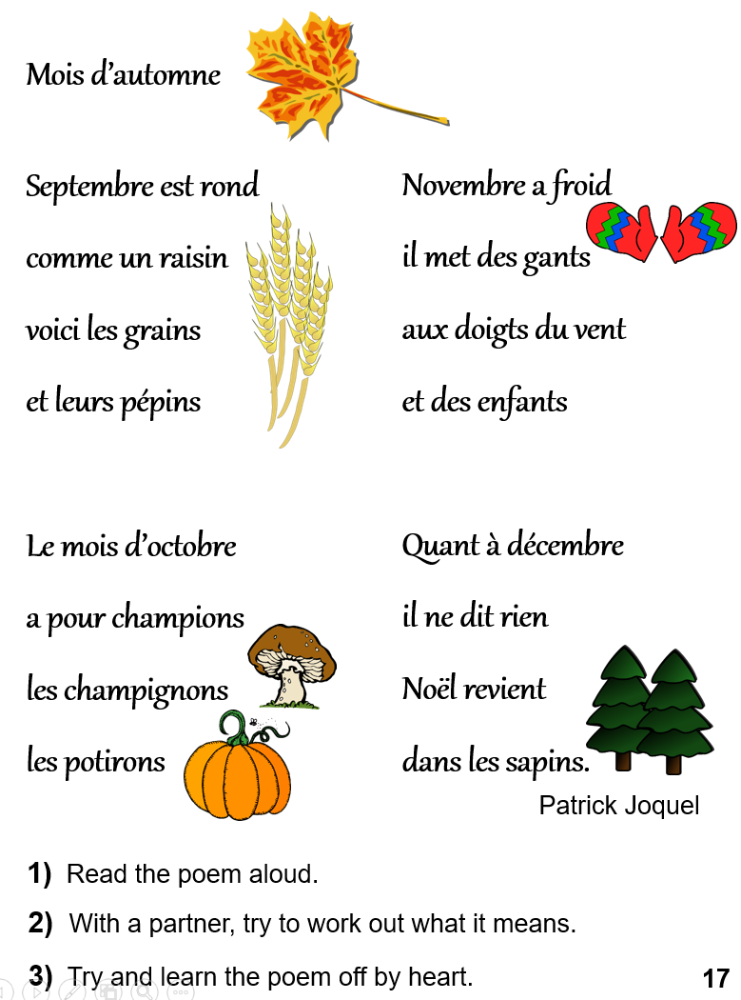 Mois d'automne
Septembre est rond
comme un raisin
voici les grains
et leurs pépins
Le mois d'octobre
a pour champions
les champignons
les potirons
Novembre a froid
il met des gants
aux doigts du vent
et des enfants
Quant à décembre
il ne dit rien
Noël revient
dans les sapins.
Patrick Joquel
1) Read the poem aloud.
2) With a partner, try to work out what it means.
3) Try and learn the poem off by heart.
17